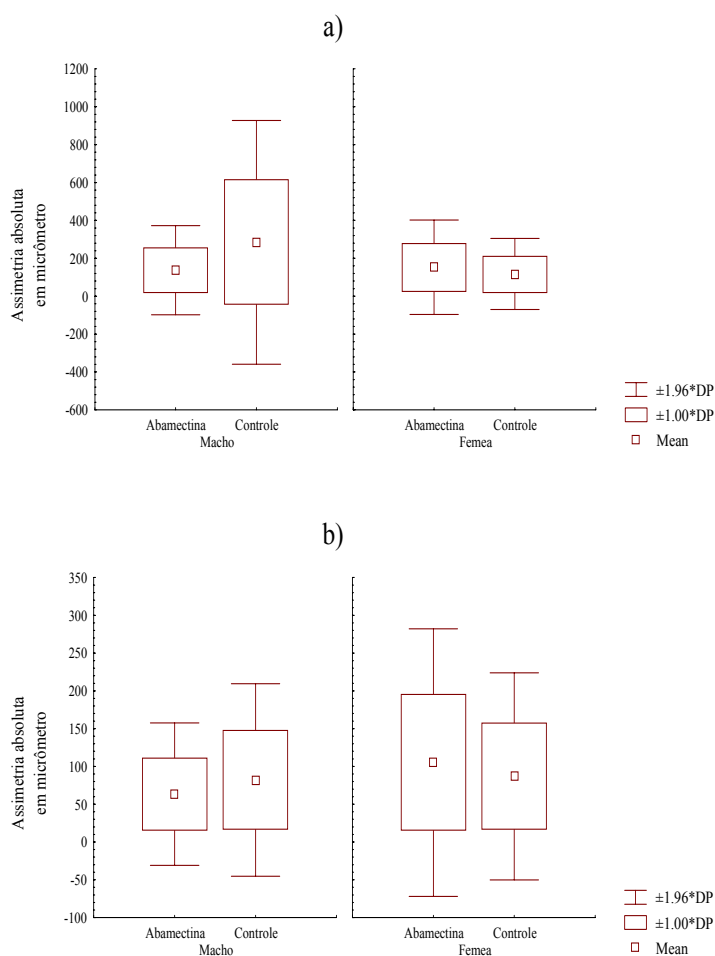 a)
1200
1000
800
600
400
200
0
-200
-400
-600
Assimetria absoluta
em micrômetro
Abamectina Controle
Macho
Abamectina Controle
Femea
±1.96*DP
±1.00*DP
Mean
b)
350
300
250
200
150
100
50
0
-50
-100
Assimetria absoluta
em micrômetro
Abamectina Controle
Macho
Abamectina Controle
Femea
±1.96*DP
±1.00*DP
Mean